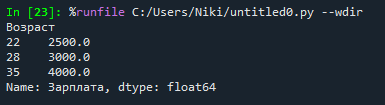 In [23]: %runfile C:/Users/Niki/untitled0.py --wdir
Возраст
22    2500.0
28    3000.0
35    4000.0
Name: Зарплата, dtype: float64